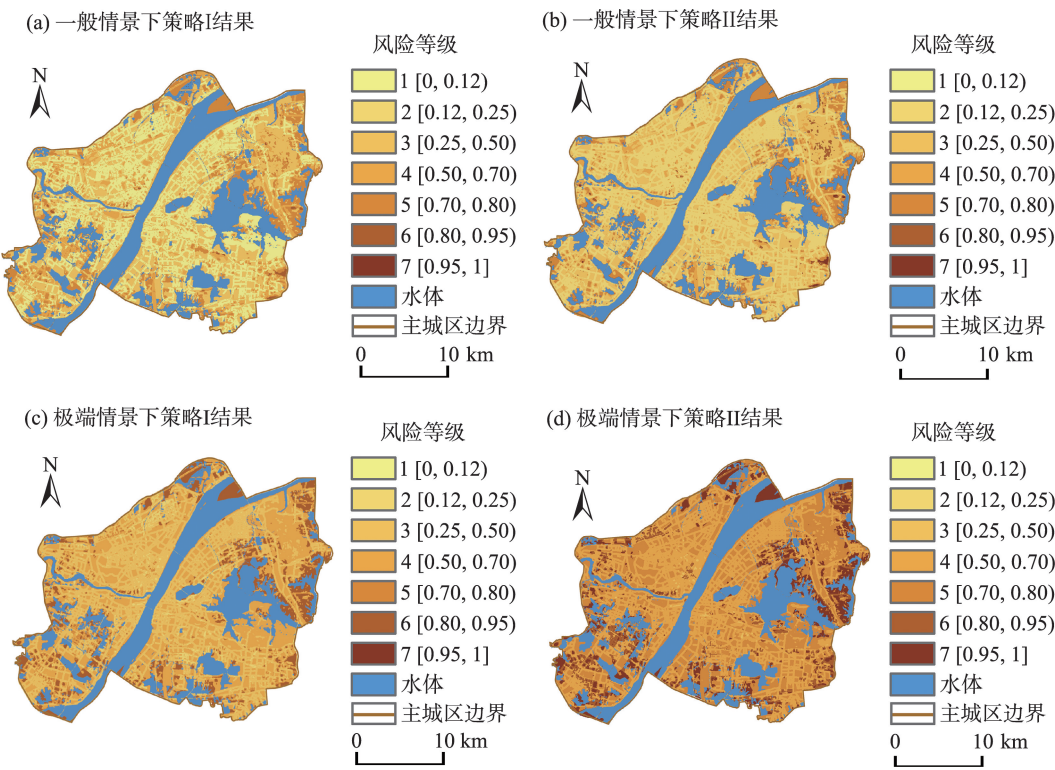 (a) 一般情景下策略I结果
风险等级
N
1 [0, 0.12)
2 [0.12, 0.25)
3 [0.25, 0.50)
4 [0.50, 0.70)
5 [0.70, 0.80)
6 [0.80, 0.95)
7 [0.95, 1]
水体
主城区边界
0 10 km
(b) 一般情景下策略II结果
风险等级
N
1 [0, 0.12)
2 [0.12, 0.25)
3 [0.25, 0.50)
4 [0.50, 0.70)
5 [0.70, 0.80)
6 [0.80, 0.95)
7 [0.95, 1]
水体
主城区边界
0 10 km
(c) 极端情景下策略I结果
风险等级
N
1 [0, 0.12)
2 [0.12, 0.25)
3 [0.25, 0.50)
4 [0.50, 0.70)
5 [0.70, 0.80)
6 [0.80, 0.95)
7 [0.95, 1]
水体
主城区边界
0 10 km
(d) 极端情景下策略II结果
风险等级
N
1 [0, 0.12)
2 [0.12, 0.25)
3 [0.25, 0.50)
4 [0.50, 0.70)
5 [0.70, 0.80)
6 [0.80, 0.95)
7 [0.95, 1]
水体
主城区边界
0 10 km